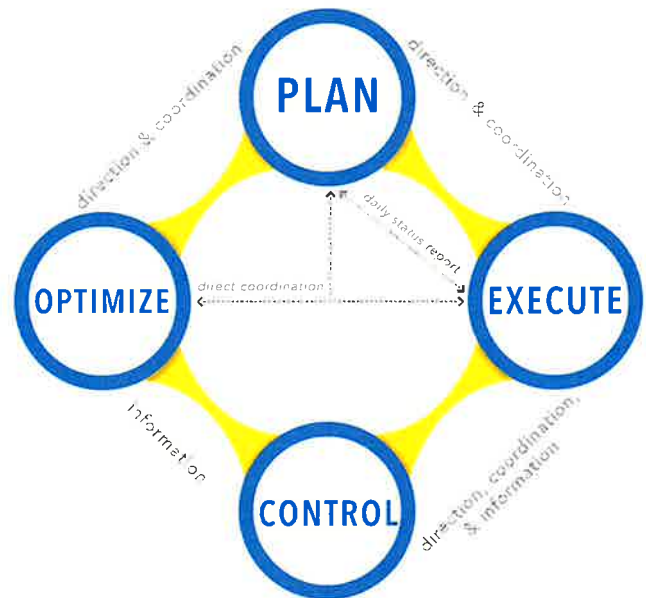 PLAN
direction & coordination
direction & coordination
daily status report
direct coordination
OPTIMIZE
EXECUTE
information
direction, coordination,
& information
CONTROL